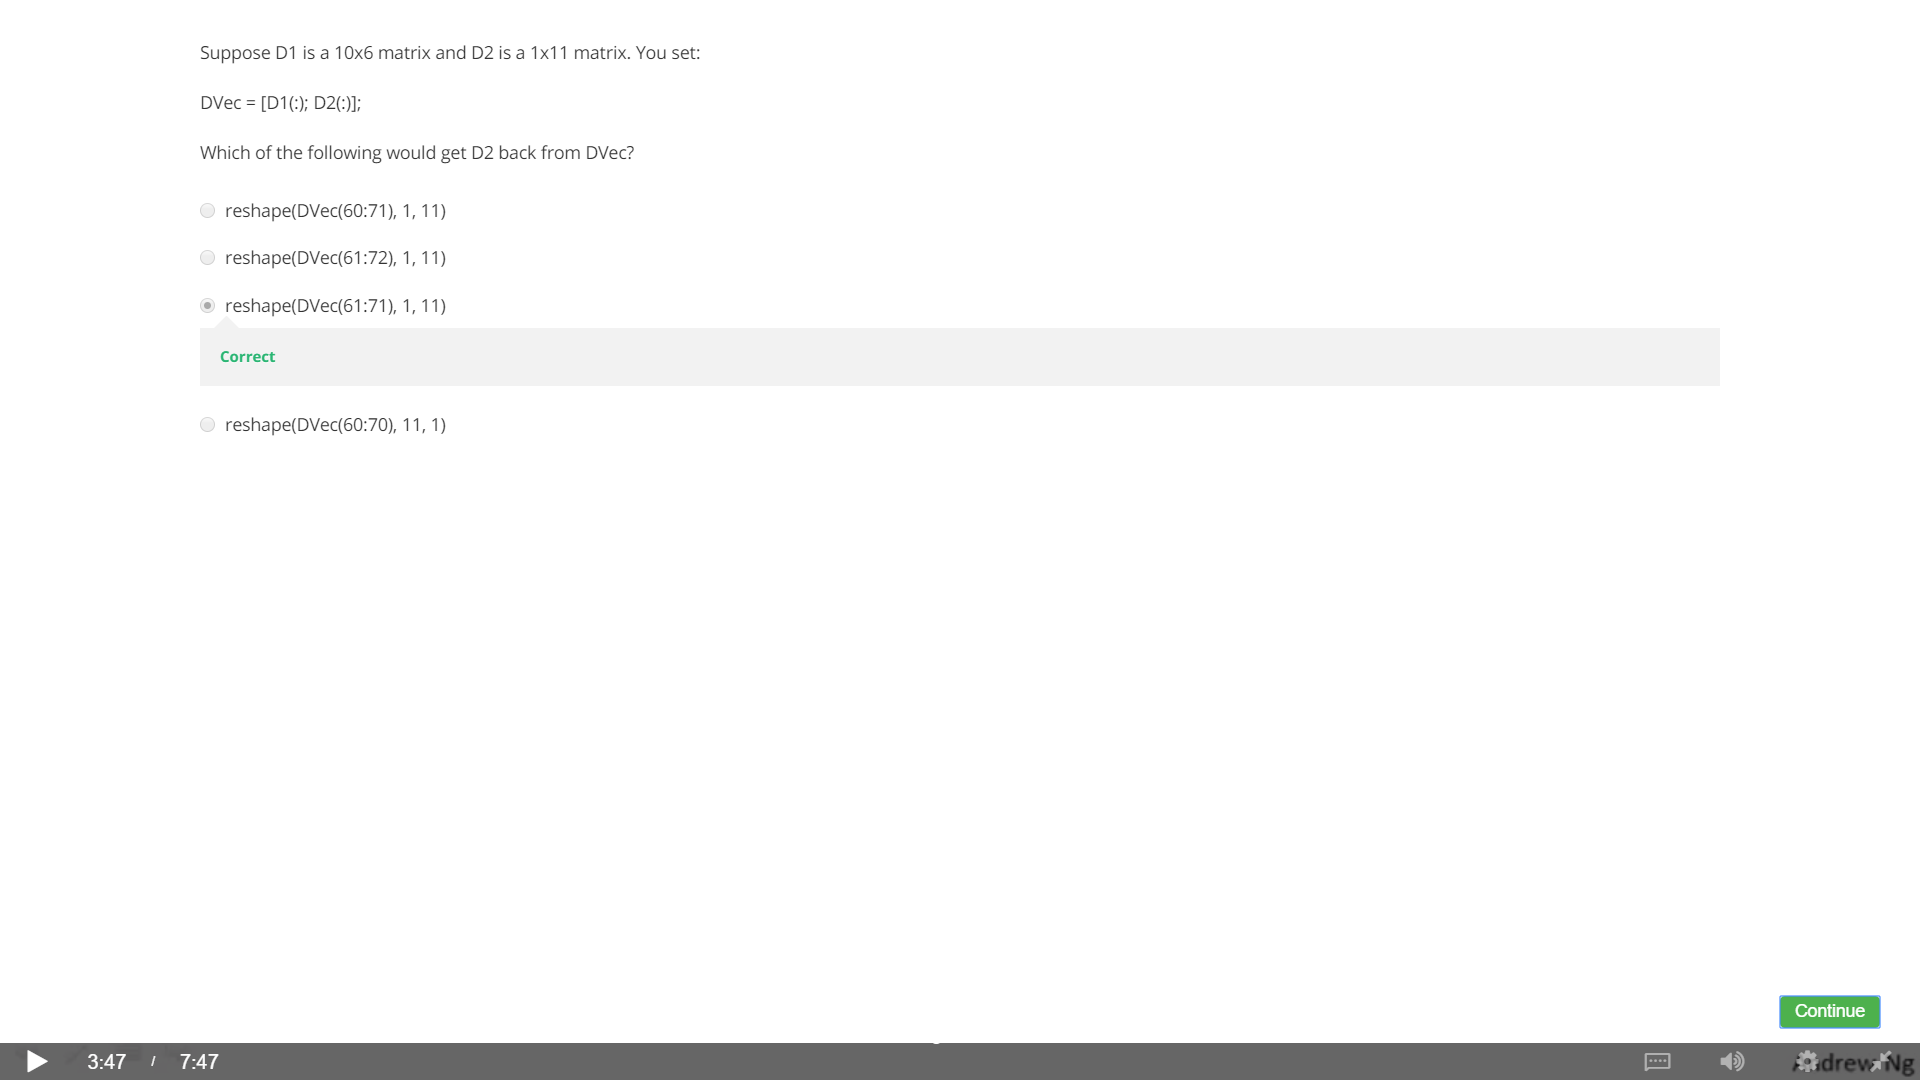 Suppose D1 is a 10x6 matrix and D2 is a 1x11 matrix. You set:
DVec = [D1(:); D2(:)];
Which of the following would get D2 back from DVec?
reshape(DVec(60:71), 1, 11)
reshape(DVec(61:72), 1, 11)
reshape(DVec(61:71), 1, 11)
Correct
reshape(DVec(60:70), 11, 1)
Continue
3:47 / 7:47
Andrew Ng